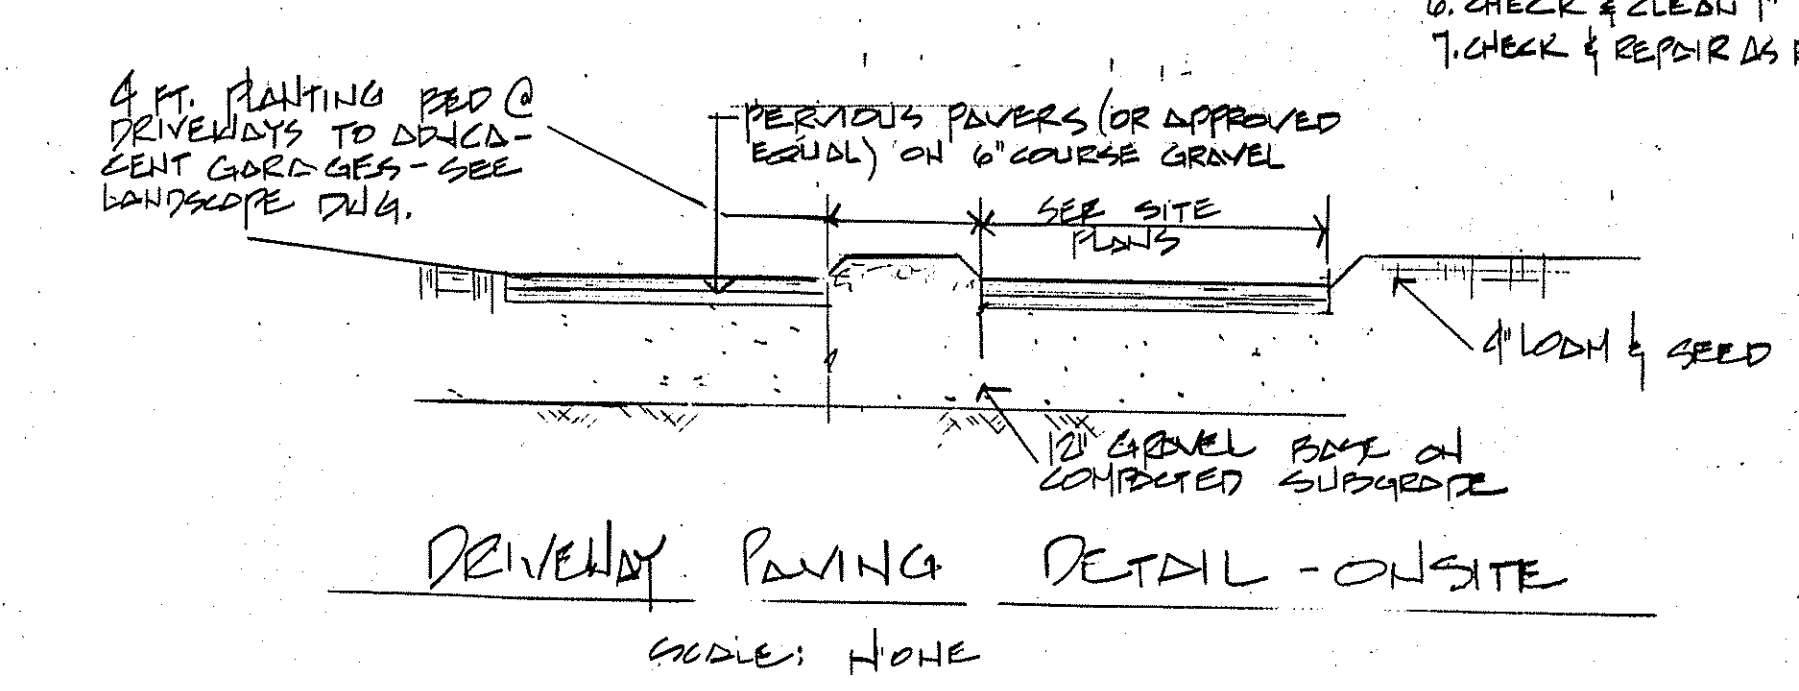 6. CHECK & CLEAN
7. CHECK & REPAIR AS
4 FT. PLANTING BED @
DRIVEWAYS TO ADJCA-
CENT GARAGES - SEE
LANDSCAPE DWG.
PERVIOUS PAVERS (OR APPROVED
EQUAL) ON 6" COURSE GRAVEL
SEE SITE
PLANS
4" LOAM & SEED
12" GRAVEL BASE ON
COMPACTED SUBGRADE
DRIVEWAY PAVING DETAIL - ONSITE
SCALE: NONE